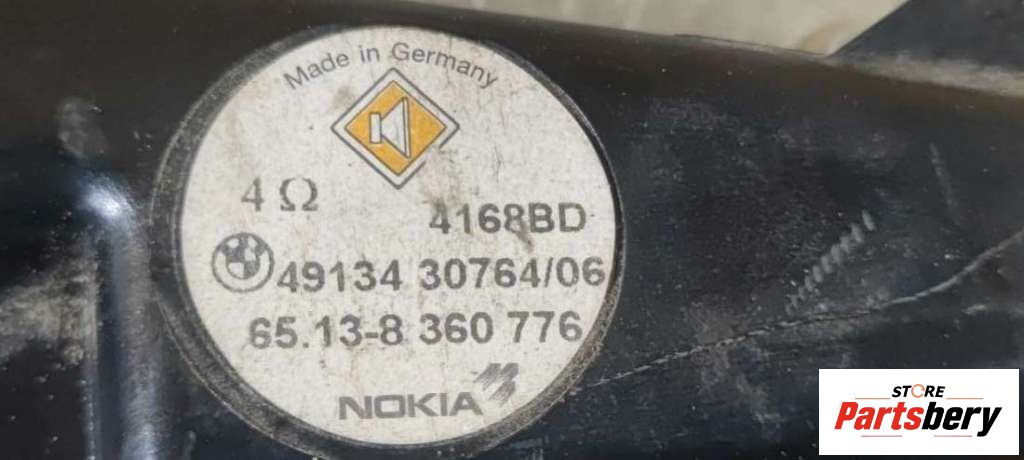 Made in Germany
4 Ω
4168BD
49134 30764/06
65.13-8 360 776
NOKIA
STORE
Partsbery